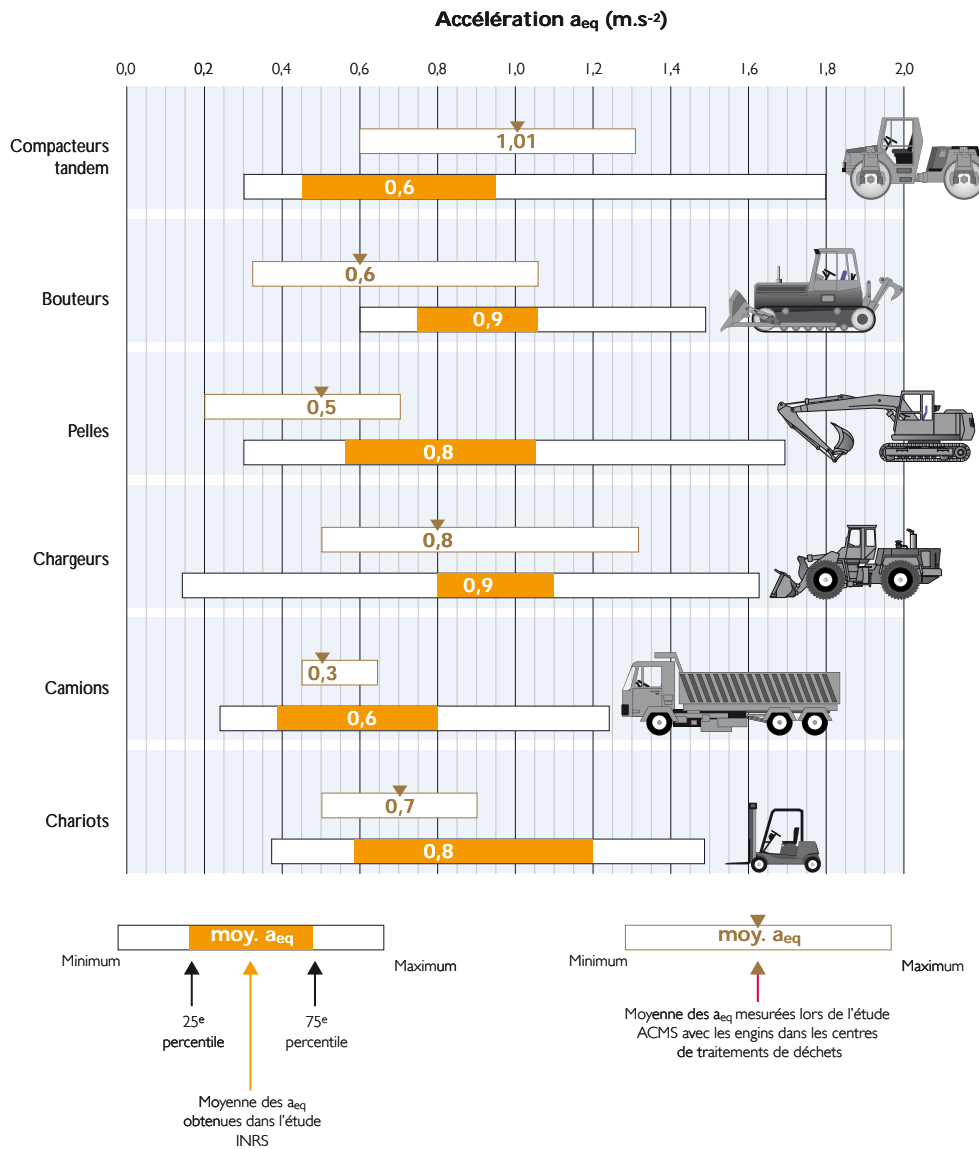 Accélération aeq (m.s-2)
0,0 0,2 0,4 0,6 0,8 1,0 1,2 1,4 1,6 1,8 2,0
Compacteurs
tandem
1,01
0,6
Bouteurs
0,6
0,9
Pelles
0,5
0,8
Chargeurs
0,8
0,9
Camions
0,3
0,6
Chariots
0,7
0,8
moy. aeq
Minimum
Maximum
25e
percentile
75e
percentile
Moyenne des aeq
obtenues dans l'étude
INRS
moy. aeq
Minimum
Maximum
Moyenne des aeq mesurées lors de l'étude
ACMS avec les engins dans les centres
de traitements de déchets